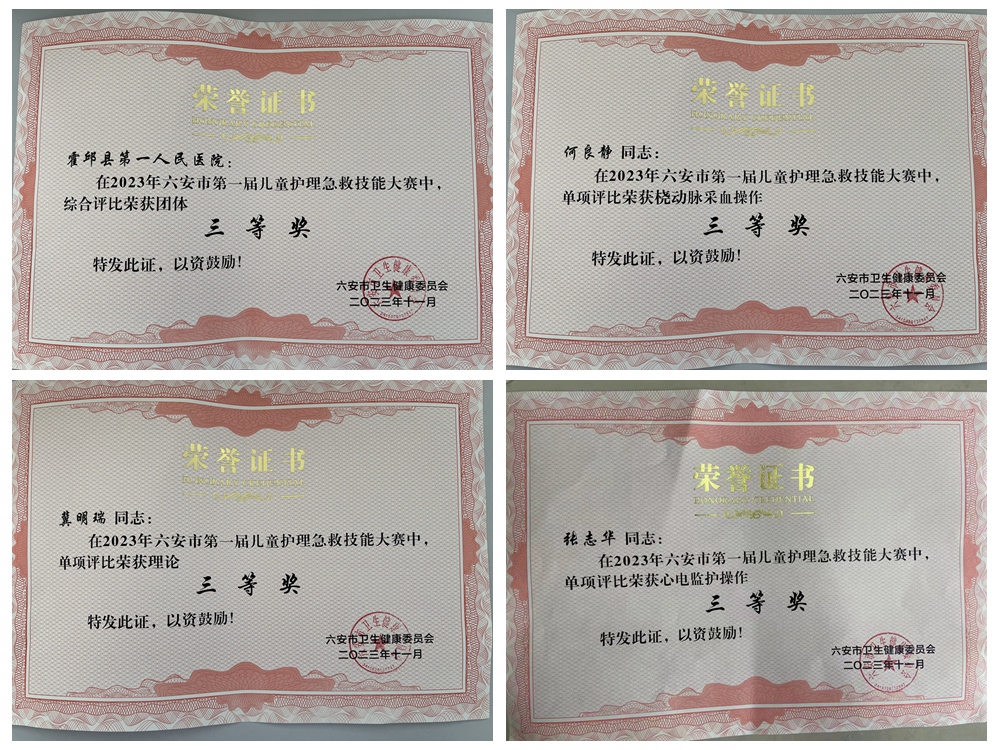 荣誉证书
HONORARY CREDENTIAL
霍邱县第一人民医院：
在2023年六安市第一届儿童护理急救技能大赛中，
综合评比荣获团体
三等奖
特发此证，以资鼓励！
六安市卫生健康委员会
二〇二三年十一月
荣誉证书
HONORARY CREDENTIAL
何良静 同志：
在2023年六安市第一届儿童护理急救技能大赛中，
单项评比荣获桡动脉采血操作
三等奖
特发此证，以资鼓励！
六安市卫生健康委员会
二〇二三年十一月
荣誉证书
HONORARY CREDENTIAL
冀明瑞 同志：
在2023年六安市第一届儿童护理急救技能大赛中，
单项评比荣获理论
三等奖
特发此证，以资鼓励！
六安市卫生健康委员会
二〇二三年十一月
荣誉证书
HONORARY CREDENTIAL
张志华 同志：
在2023年六安市第一届儿童护理急救技能大赛中，
单项评比荣获心电监护操作
三等奖
特发此证，以资鼓励！
六安市卫生健康委员会
二〇二三年十一月